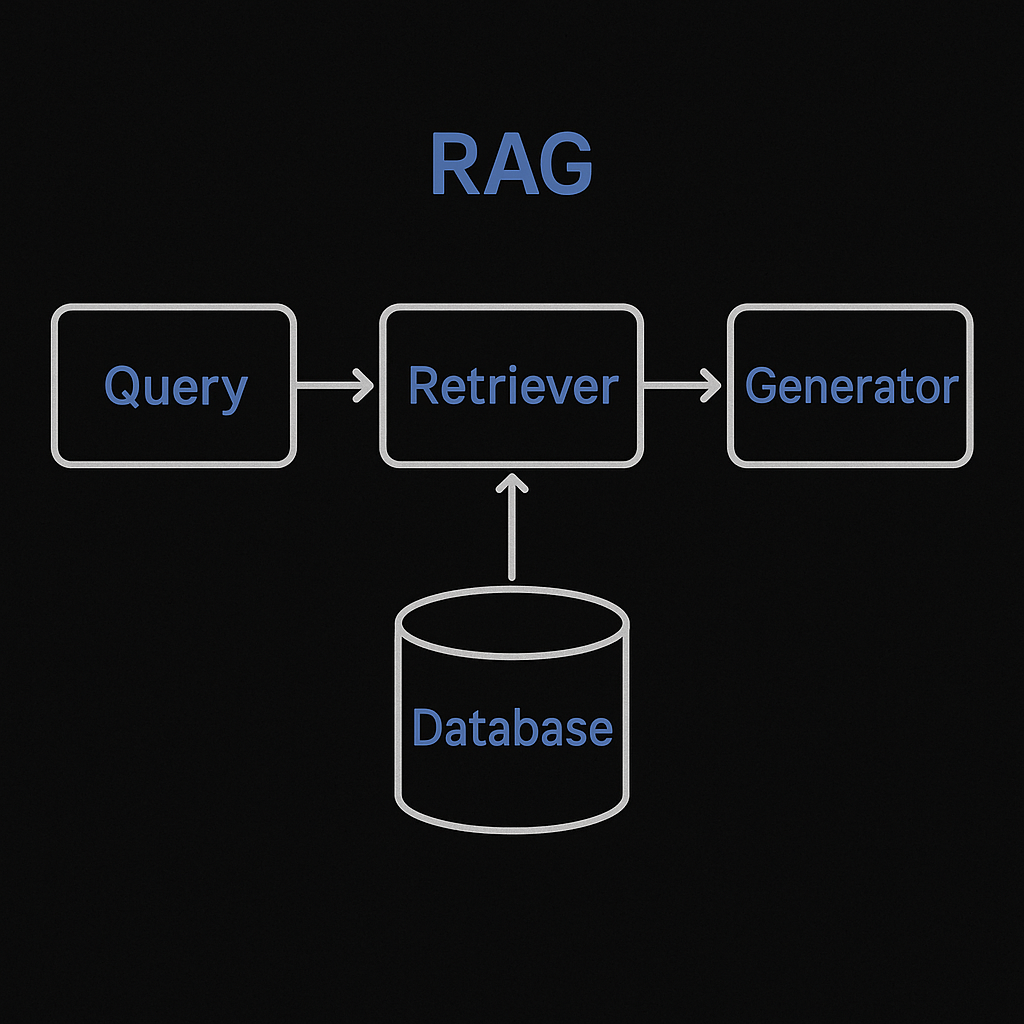 RAG
Query
Retriever
Generator
Database